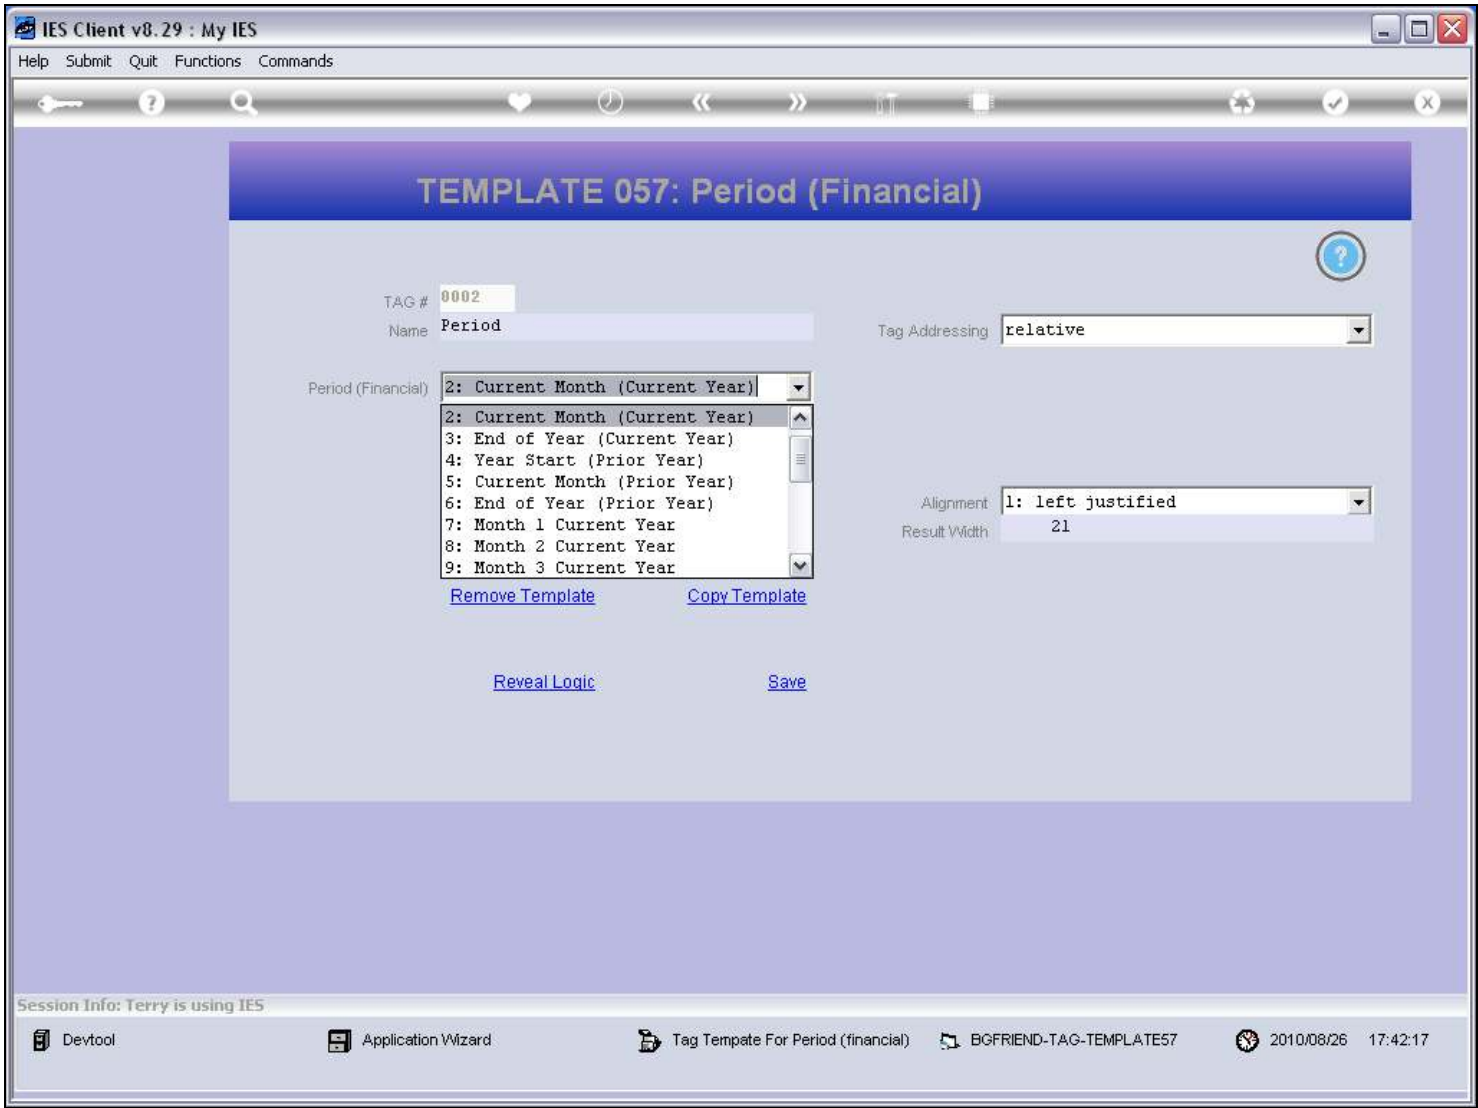 IES Client v8.29 : My IES
Help Submit Quit Functions Commands
TEMPLATE 057: Period (Financial)
TAG # 0002
Name Period
Tag Addressing relative
Period (Financial) 2: Current Month (Current Year)
2: Current Month (Current Year)
3: End of Year (Current Year)
4: Year Start (Prior Year)
5: Current Month (Prior Year)
6: End of Year (Prior Year)
7: Month 1 Current Year
8: Month 2 Current Year
9: Month 3 Current Year
Alignment 1: left justified
Result Width 21
Remove Template Copy Template
Reveal Logic Save
Session Info: Terry is using IES
Devtool Application Wizard Tag Tempate For Period (financial) BGFRIEND-TAG-TEMPLATE57 2010/08/26 17:42:17